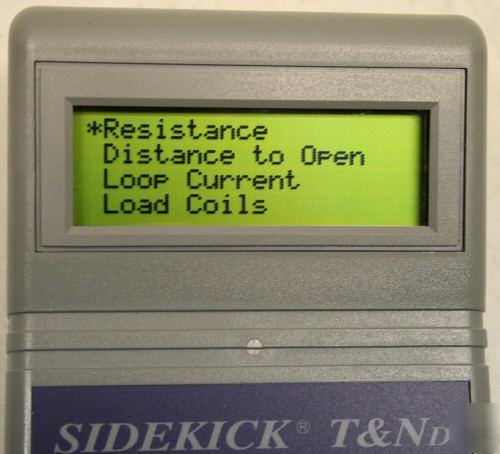 *Resistance
Distance to Open
Loop Current
Load Coils
SIDEKICK® T&ND